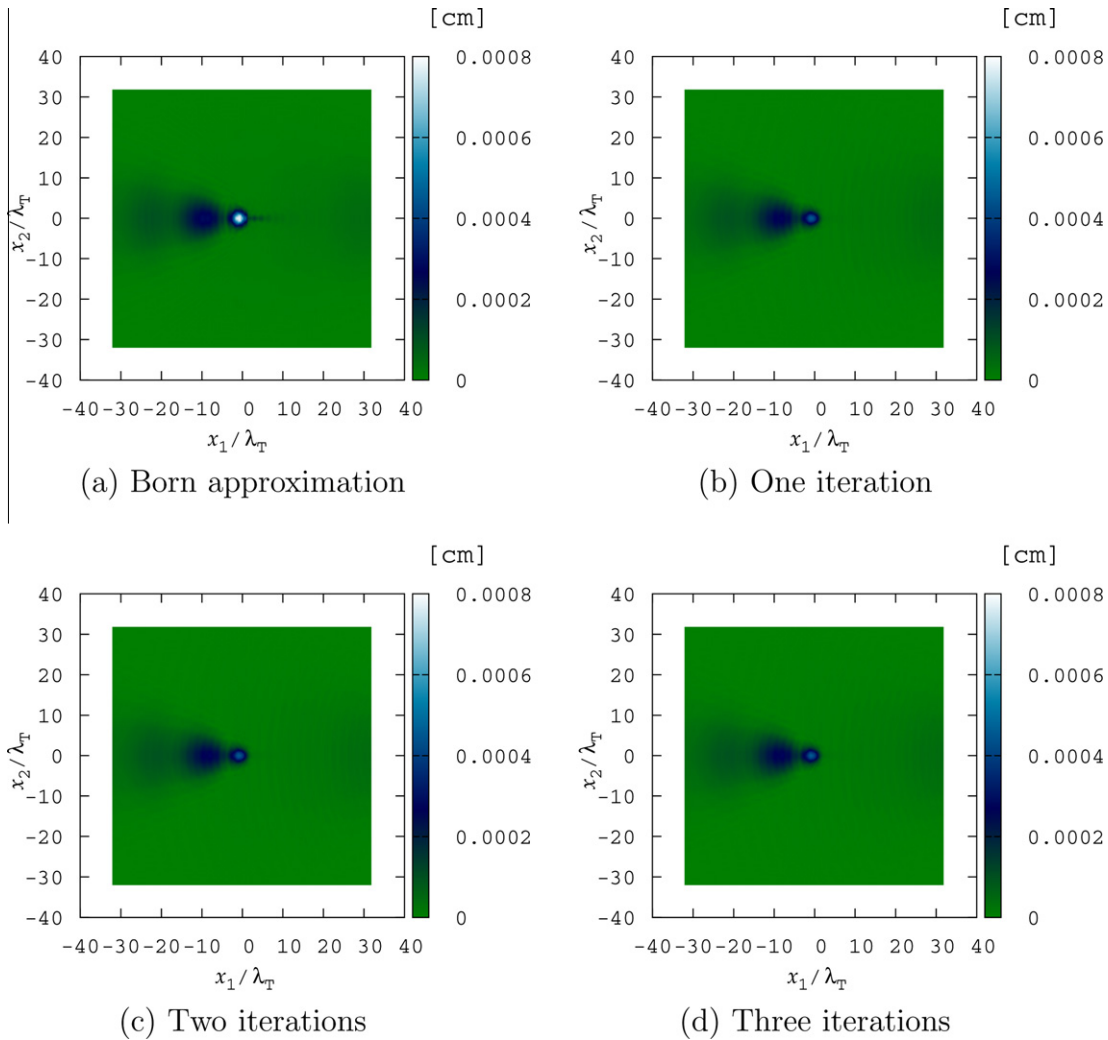 [cm] [cm]
40 0.0008 40 0.0008
30 30
20 0.0006 20 0.0006
10 10
0 0.0004 0 0.0004
-10 -10
-20 0.0002 -20 0.0002
-30 -30
-40 0 -40 0
x2/λT x2/λT
-40 -30 -20 -10 0 10 20 30 40 -40 -30 -20 -10 0 10 20 30 40
x1/λT x1/λT
(a) Born approximation (b) One iteration
[cm] [cm]
40 0.0008 40 0.0008
30 30
20 0.0006 20 0.0006
10 10
0 0.0004 0 0.0004
-10 -10
-20 0.0002 -20 0.0002
-30 -30
-40 0 -40 0
x2/λT x2/λT
-40 -30 -20 -10 0 10 20 30 40 -40 -30 -20 -10 0 10 20 30 40
x1/λT x1/λT
(c) Two iterations (d) Three iterations